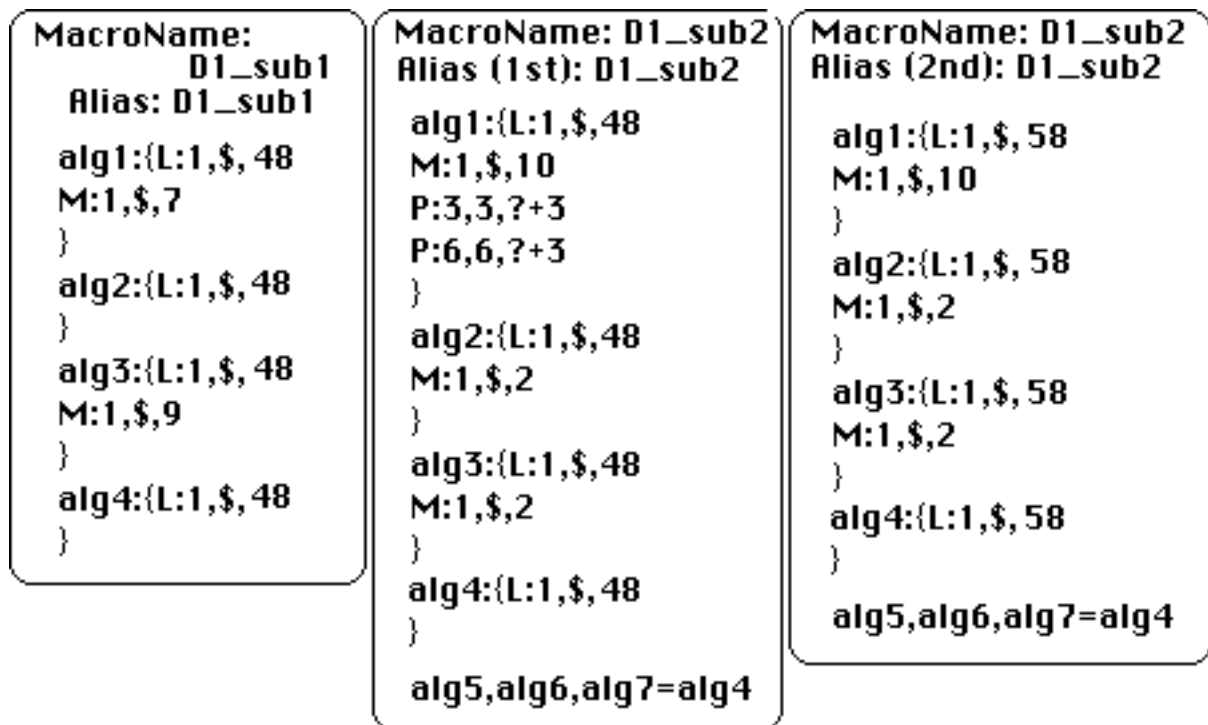 MacroName:
D1_sub1
Alias: D1_sub1
alg1:{L:1,$, 48
M:1,$,7
}
alg2:{L:1,$,48
}
alg3:{L:1,$, 48
M:1,$,9
}
alg4:{L:1,$,48
}
MacroName: D1_sub2
Alias (1st): D1_sub2
alg1:{L:1,$,48
M:1,$,10
P:3,3,?+3
P:6,6,?+3
}
alg2:{L:1,$,48
M:1,$,2
}
alg3:{L:1,$,48
M:1,$,2
}
alg4:{L:1,$,48
}
alg5,alg6,alg7=alg4
MacroName: D1_sub2
Alias (2nd): D1_sub2
alg1:{L:1,$, 58
M:1,$,10
}
alg2:{L:1,$, 58
M:1,$,2
}
alg3:{L:1,$, 58
M:1,$,2
}
alg4:{L:1,$, 58
}
alg5,alg6,alg7=alg4